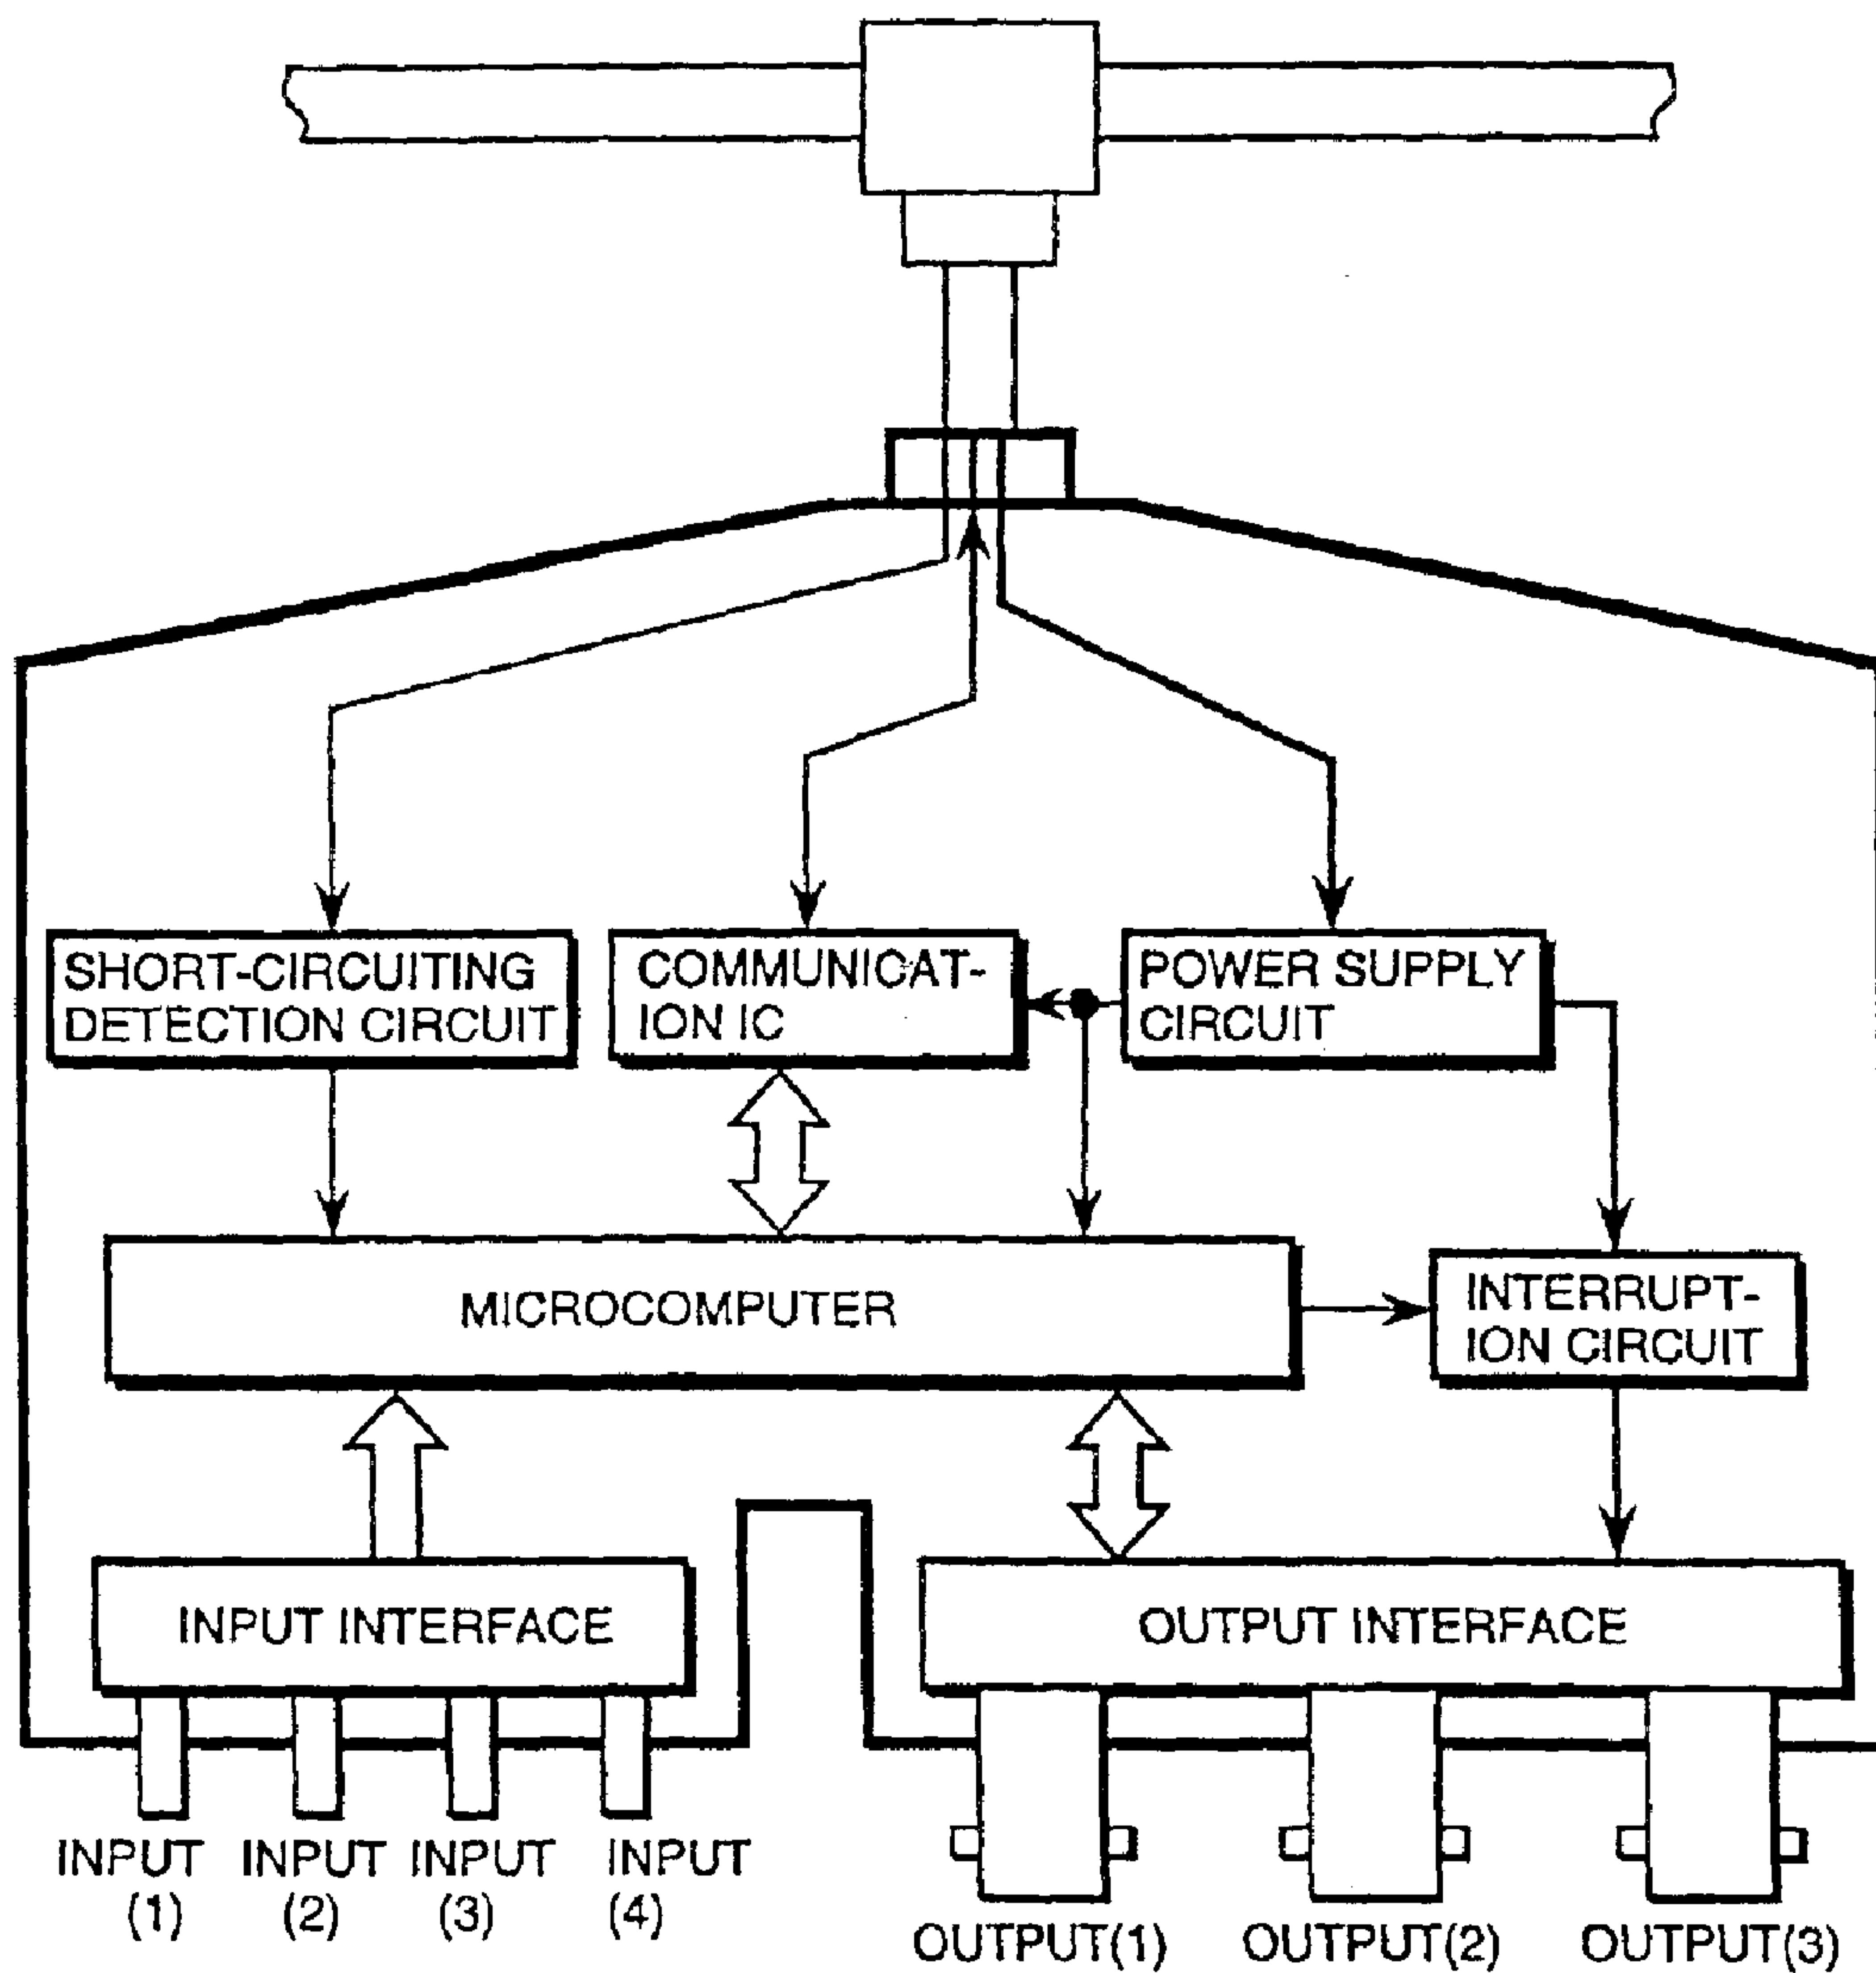 SHORT-CIRCUITING
DETECTION CIRCUIT
COMMUNICAT-
ION IC
POWER SUPPLY
CIRCUIT
MICROCOMPUTER
INTERRUPT-
ION CIRCUIT
INPUT INTERFACE
OUTPUT INTERFACE
INPUT
(1)
INPUT
(2)
INPUT
(3)
INPUT
(4)
OUTPUT(1)
OUTPUT(2)
OUTPUT(3)